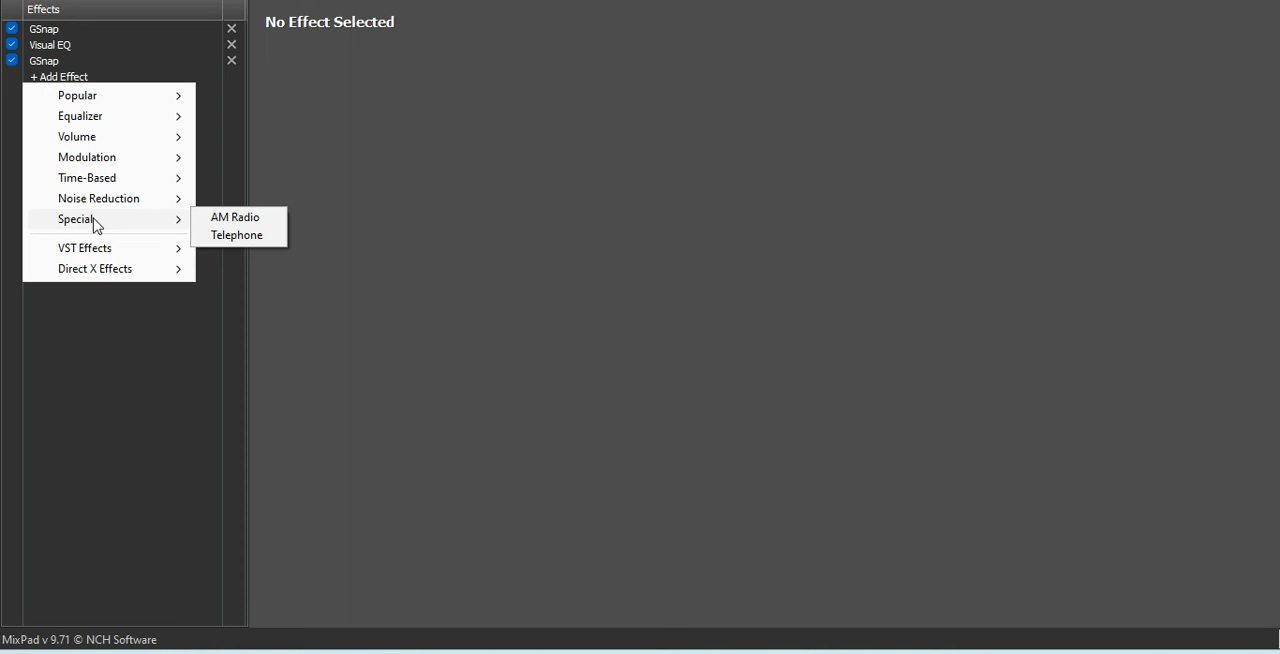 Effects
No Effect Selected
GSnap
Visual EQ
GSnap
+ Add Effect
Popular
Equalizer
Volume
Modulation
Time-Based
Noise Reduction
Special
AM Radio
Telephone
VST Effects
Direct X Effects
MixPad v 9.71 © NCH Software